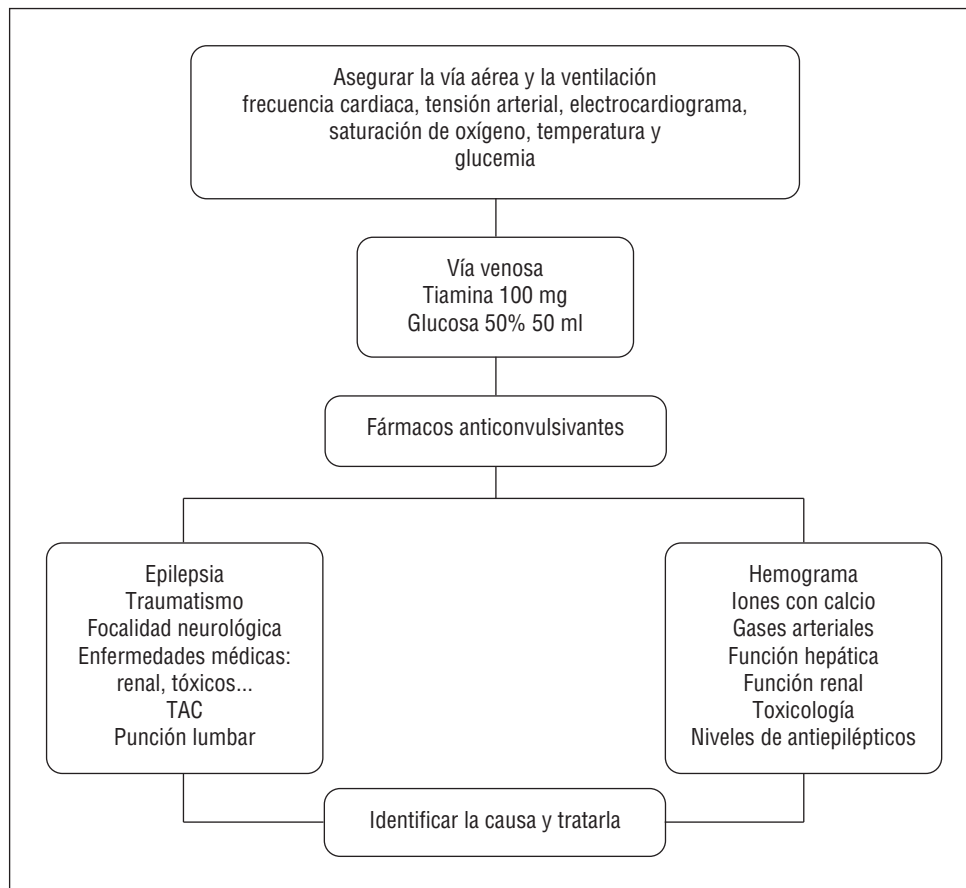 Asegurar la vía aérea y la ventilación
frecuencia cardiaca, tensión arterial, electrocardiograma,
saturación de oxígeno, temperatura y
glucemia
Vía venosa
Tiamina 100 mg
Glucosa 50% 50 ml
Fármacos anticonvulsivantes
Epilepsia
Traumatismo
Focalidad neurológica
Enfermedades médicas:
renal, tóxicos...
TAC
Punción lumbar
Hemograma
Iones con calcio
Gases arteriales
Función hepática
Función renal
Toxicología
Niveles de antiepilépticos
Identificar la causa y tratarla